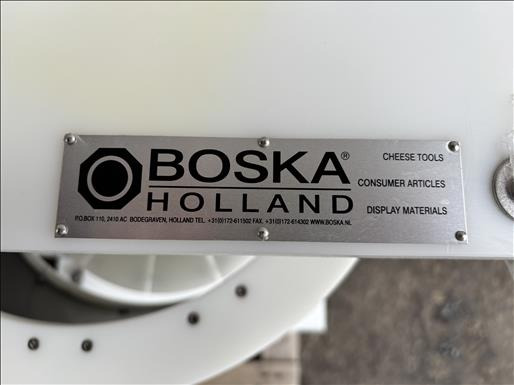 BOSKA®
HOLLAND
P.O.BOX 110, 2410 AC BODEGRAVEN, HOLLAND TEL. +31(0)172-611502 FAX. +31(0)172-614302 WWW.BOSKA.NL
CHEESE TOOLS
CONSUMER ARTICLES
DISPLAY MATERIALS